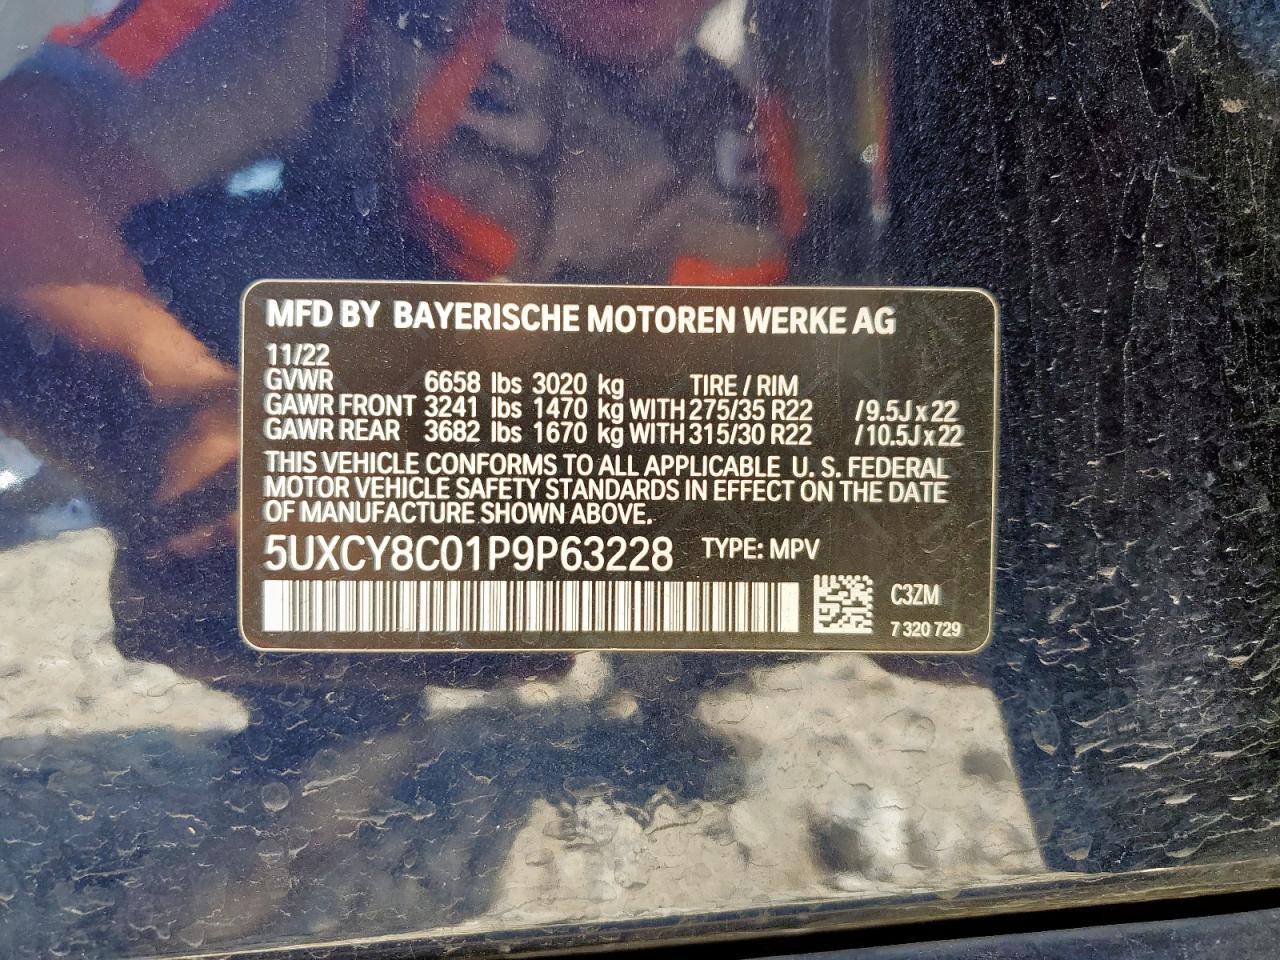 MFD BY BAYERISCHE MOTOREN WERKE AG
11/22
GVWR 6658 lbs 3020 kg TIRE / RIM
GAWR FRONT 3241 lbs 1470 kg WITH 275/35 R22 /9.5J x 22
GAWR REAR 3682 lbs 1670 kg WITH 315/30 R22 /10.5J x 22
THIS VEHICLE CONFORMS TO ALL APPLICABLE U. S. FEDERAL
MOTOR VEHICLE SAFETY STANDARDS IN EFFECT ON THE DATE
OF MANUFACTURE SHOWN ABOVE.
5UXCY8C01P9P63228 TYPE: MPV
C3ZM
7 320 729